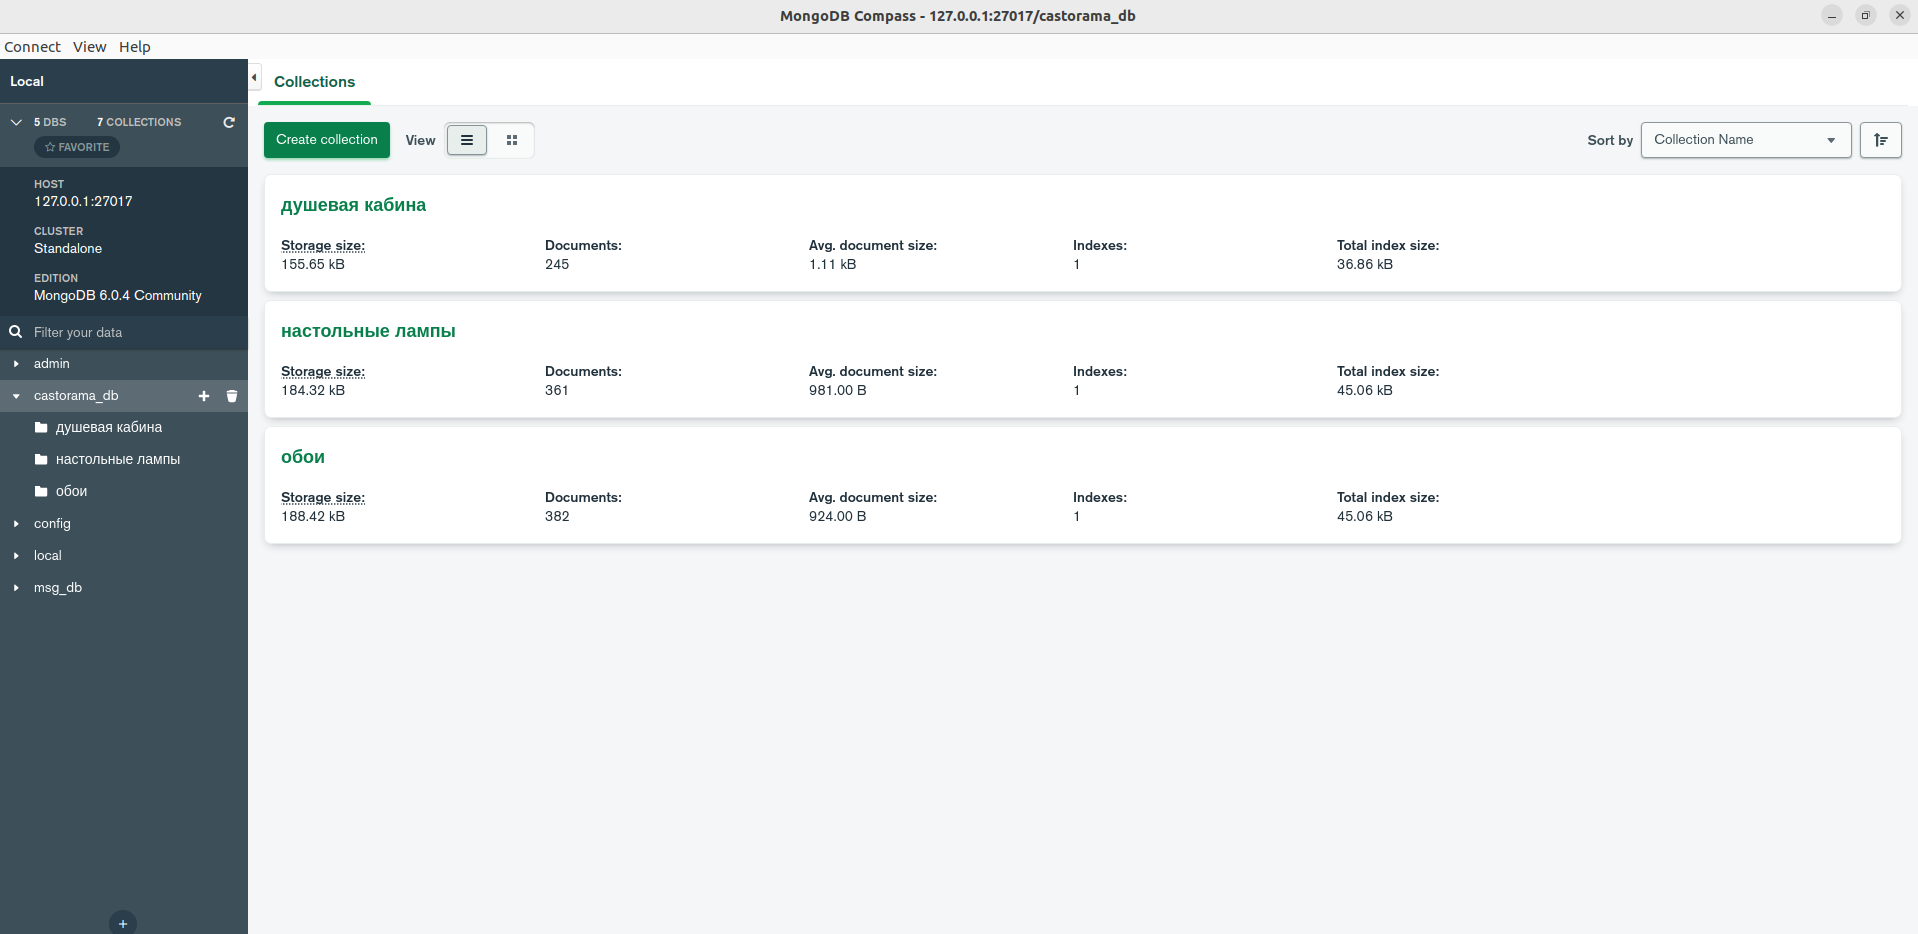 MongoDB Compass - 127.0.0.1:27017/castorama_db
Connect View Help
Local
5 DBS 7 COLLECTIONS
FAVORITE
HOST
127.0.0.1:27017
CLUSTER
Standalone
EDITION
MongoDB 6.0.4 Community
Filter your data
admin
castorama_db
душевая кабина
настольные лампы
обои
config
local
msg_db
Collections
Create collection View Sort by Collection Name
душевая кабина
Storage size: Documents: Avg. document size: Indexes: Total index size:
155.65 kB 245 1.11 kB 1 36.86 kB
настольные лампы
Storage size: Documents: Avg. document size: Indexes: Total index size:
184.32 kB 361 981.00 B 1 45.06 kB
обои
Storage size: Documents: Avg. document size: Indexes: Total index size:
188.42 kB 382 924.00 B 1 45.06 kB